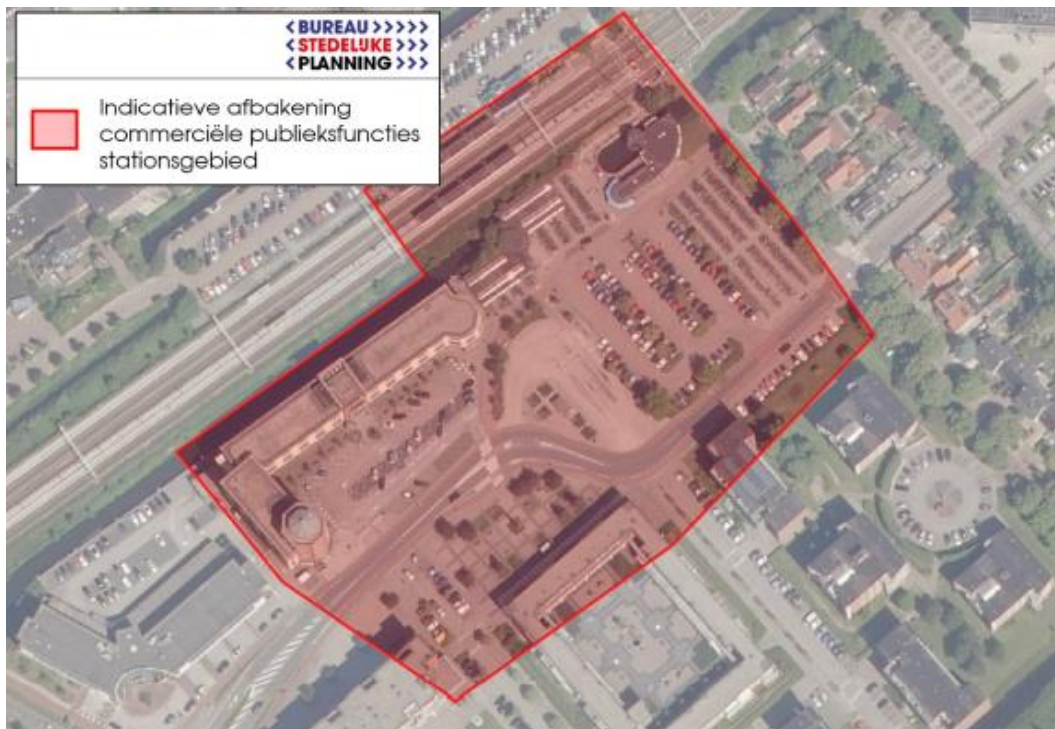 <BUREAU>>>>>
<STEDELIJKE>>>
<PLANNING>>>
Indicatieve afbakening
commerciële publieksfuncties
stationsgebied